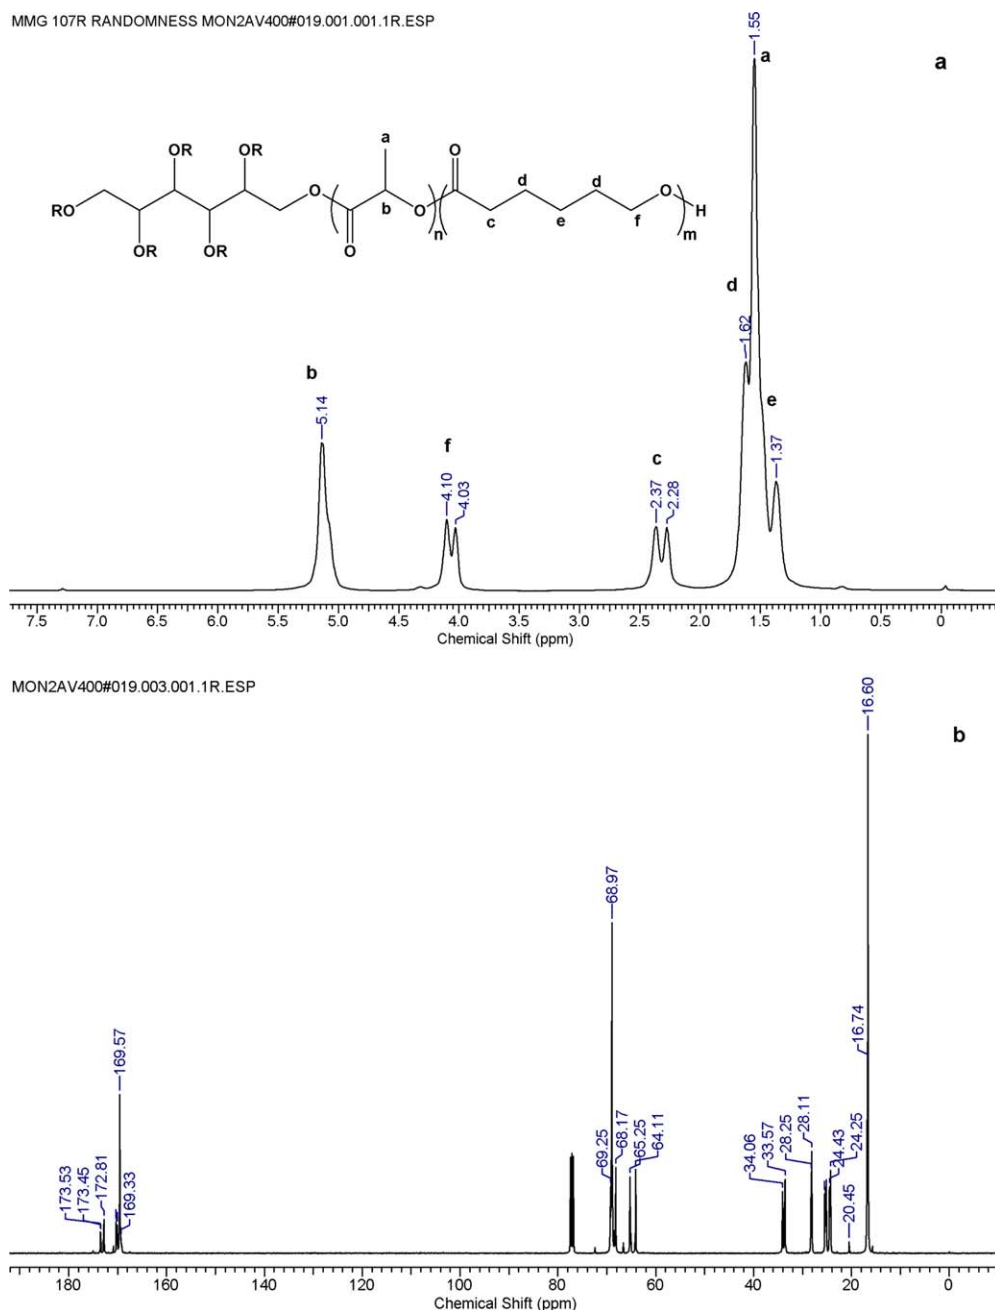 MMG 107R RANDOMNESS MON2AV400#019.001.001.1R.ESP
a
1.55
a
d
1.62
e
1.37
b
5.14
f
4.10
4.03
c
2.37
2.28
OR OR a O
d d
RO O b O n c e f O H m
OR OR O
7.5 7.0 6.5 6.0 5.5 5.0 4.5 4.0 3.5 3.0 2.5 2.0 1.5 1.0 0.5 0
Chemical Shift (ppm)
MON2AV400#019.003.001.1R.ESP
b
173.53
173.45
172.81
169.57
169.33
69.25
68.97
68.17
65.25
64.11
34.06
33.57
28.25
28.11
24.43
24.25
20.45
16.74
16.60
180 160 140 120 100 80 60 40 20 0
Chemical Shift (ppm)